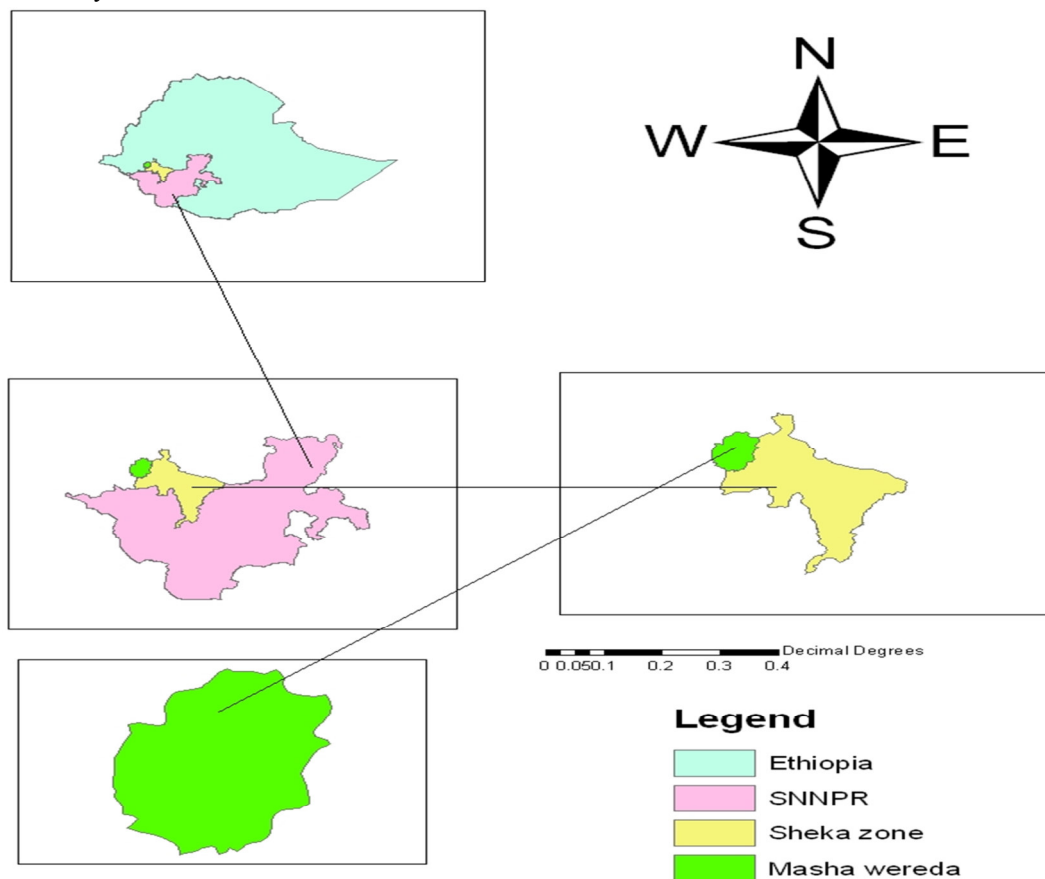 N
W E
S
Decimal Degrees
0 0.050.1 0.2 0.3 0.4
Legend
Ethiopia
SNNPR
Sheka zone
Masha wereda